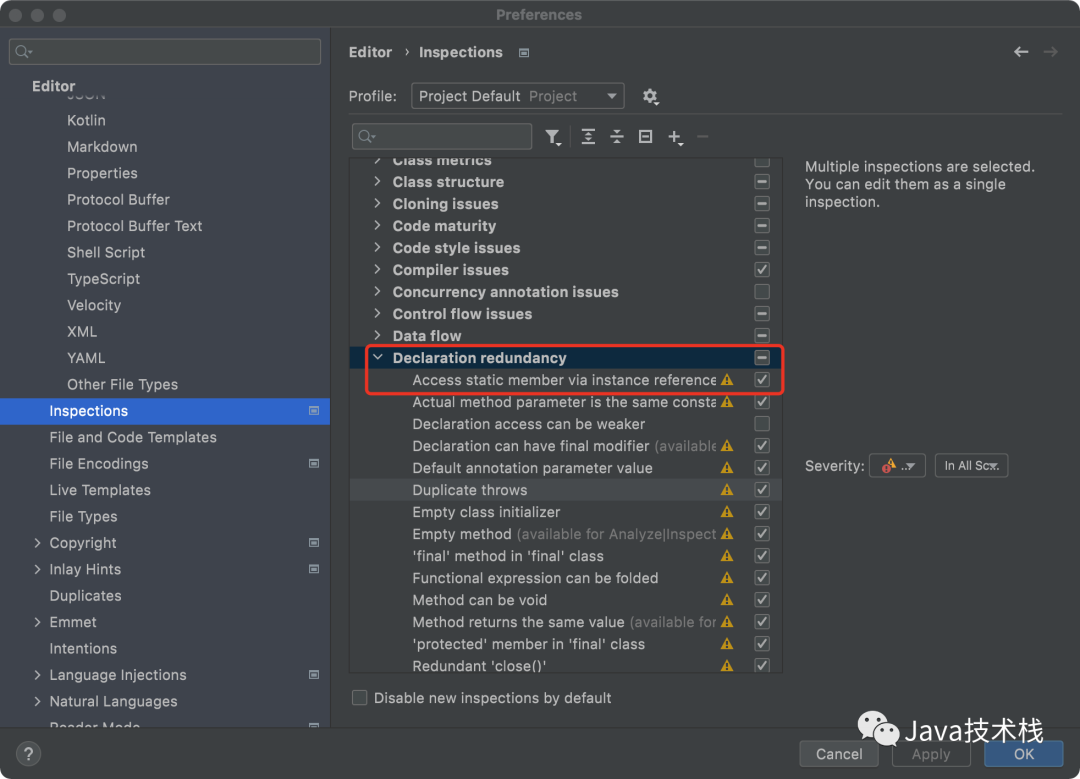 Preferences
Editor
JSON
Kotlin
Markdown
Properties
Protocol Buffer
Protocol Buffer Text
Shell Script
TypeScript
Velocity
XML
YAML
Other File Types
Inspections
File and Code Templates
File Encodings
Live Templates
File Types
Copyright
Inlay Hints
Duplicates
Emmet
Intentions
Language Injections
Natural Languages
Reader Mode
Editor › Inspections
Profile: Project Default Project
Class metrics
Class structure
Cloning issues
Code maturity
Code style issues
Compiler issues
Concurrency annotation issues
Control flow issues
Data flow
Declaration redundancy
Access static member via instance reference
Actual method parameter is the same consta
Declaration access can be weaker
Declaration can have final modifier (available
Default annotation parameter value
Duplicate throws
Empty class initializer
Empty method (available for Analyze|Inspect
'final' method in 'final' class
Functional expression can be folded
Method can be void
Method returns the same value (available for
'protected' member in 'final' class
Redundant 'close()'
Multiple inspections are selected.
You can edit them as a single
inspection.
Severity: .. In All Sc..
Disable new inspections by default
Java技术栈
? Cancel Apply OK